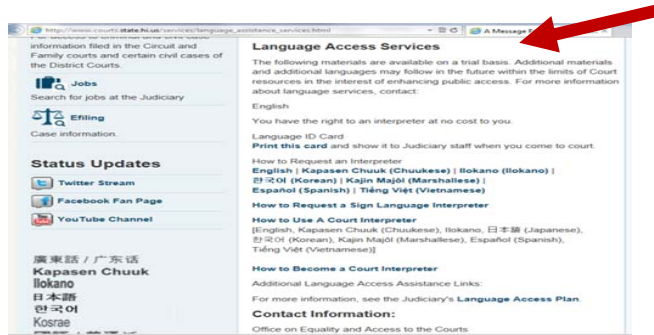 http://www.courts.state.hi.us/services/language_assistance_services.html
A Message
information filed in the Circuit and
Family courts and certain civil cases of
the District Courts.
Jobs
Search for jobs at the Judiciary
Efiling
Case information.
Status Updates
Twitter Stream
Facebook Fan Page
YouTube Channel
廣東話 / 广东话
Kapasen Chuuk
Ilokano
日本語
한국어
Kosrae
Language Access Services
The following materials are available on a trial basis. Additional materials
and additional languages may follow in the future within the limits of Court
resources in the interest of enhancing public access. For more information
about language services, contact:
English
You have the right to an interpreter at no cost to you.
Language ID Card
Print this card and show it to Judiciary staff when you come to court.
How to Request an Interpreter
English | Kapasen Chuuk (Chuukese) | Ilokano (Ilokano) |
한국어 (Korean) | Kajin Majôl (Marshallese) |
Español (Spanish) | Tiếng Việt (Vietnamese)
How to Request a Sign Language Interpreter
How to Use A Court Interpreter
[English, Kapasen Chuuk (Chuukese), Ilokano, 日本語 (Japanese),
한국어 (Korean), Kajin Majôl (Marshallese), Español (Spanish),
Tiếng Việt (Vietnamese)]
How to Become a Court Interpreter
Additional Language Access Assistance Links:
For more information, see the Judiciary's Language Access Plan.
Contact Information:
Office on Equality and Access to the Courts